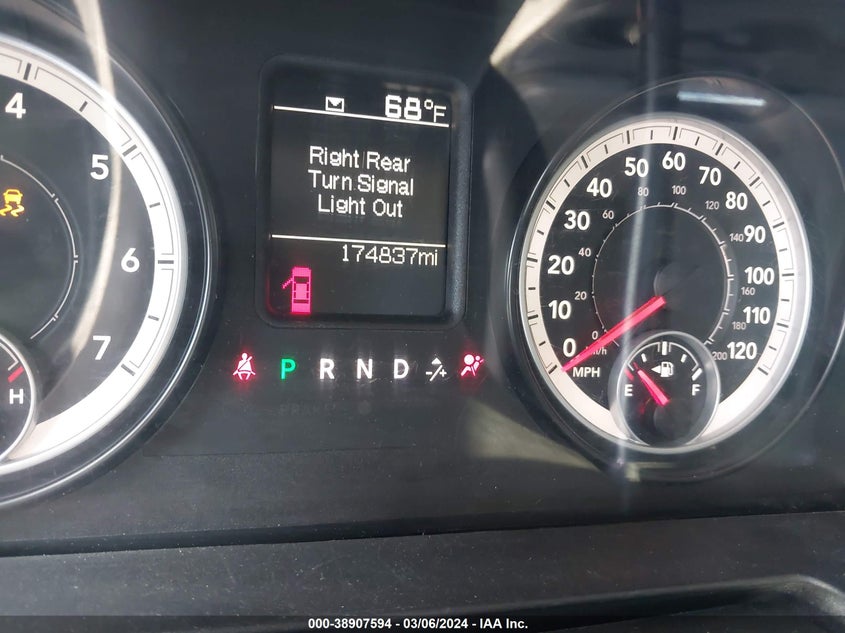 68°F
Right Rear
Turn Signal
Light Out
174837mi
4
5
6
7
H
P R N D -/+
0 10 20 30 40 50 60 70 80 90 100 110 120
0 20 40 60 80 100 120 140 160 180 200
km/h
MPH
E F
000-38907594 - 03/06/2024 - IAA Inc.